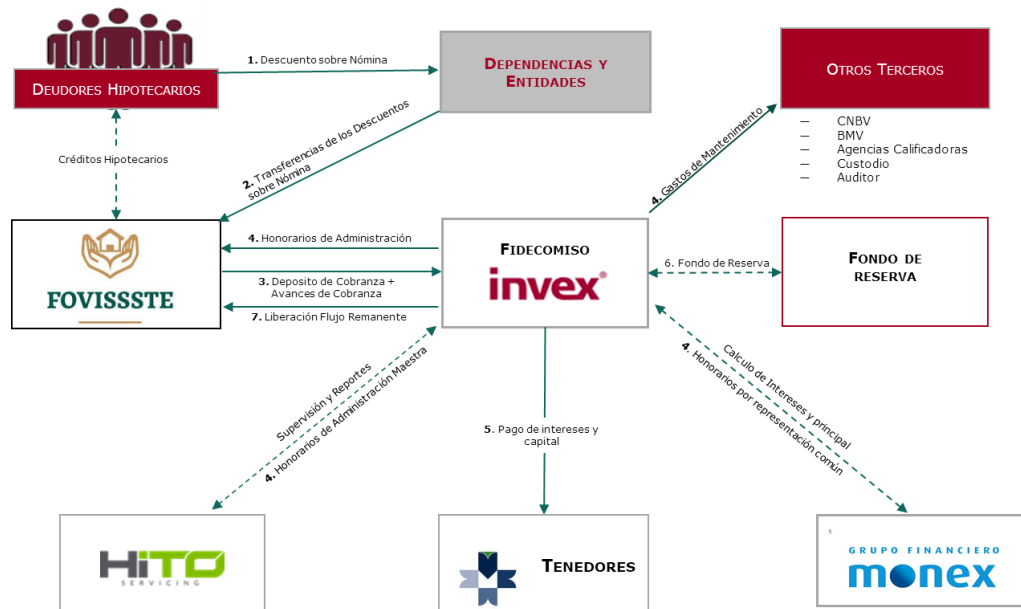 1. Descuento sobre Nómina
DEUDORES HIPOTECARIOS
DEPENDENCIAS Y
ENTIDADES
OTROS TERCEROS
— CNBV
— BMV
— Agencias Calificadoras
— Custodio
— Auditor
Créditos Hipotecarios
2. Transferencias de los Descuentos
sobre Nómina
4. Gastos de Mantenimiento
FOVISSSTE
4. Honorarios de Administración
3. Deposito de Cobranza +
Avances de Cobranza
7. Liberación Flujo Remanente
FIDECOMISO
invex®
6. Fondo de Reserva
FONDO DE
RESERVA
Supervisión y Reportes
4. Honorarios de Administración Maestra
5. Pago de intereses y
capital
Calculo de Intereses y principal
4. Honorarios por representación común
HiTO
SERVICING
TENEDORES
5
GRUPO FINANCIERO
monex